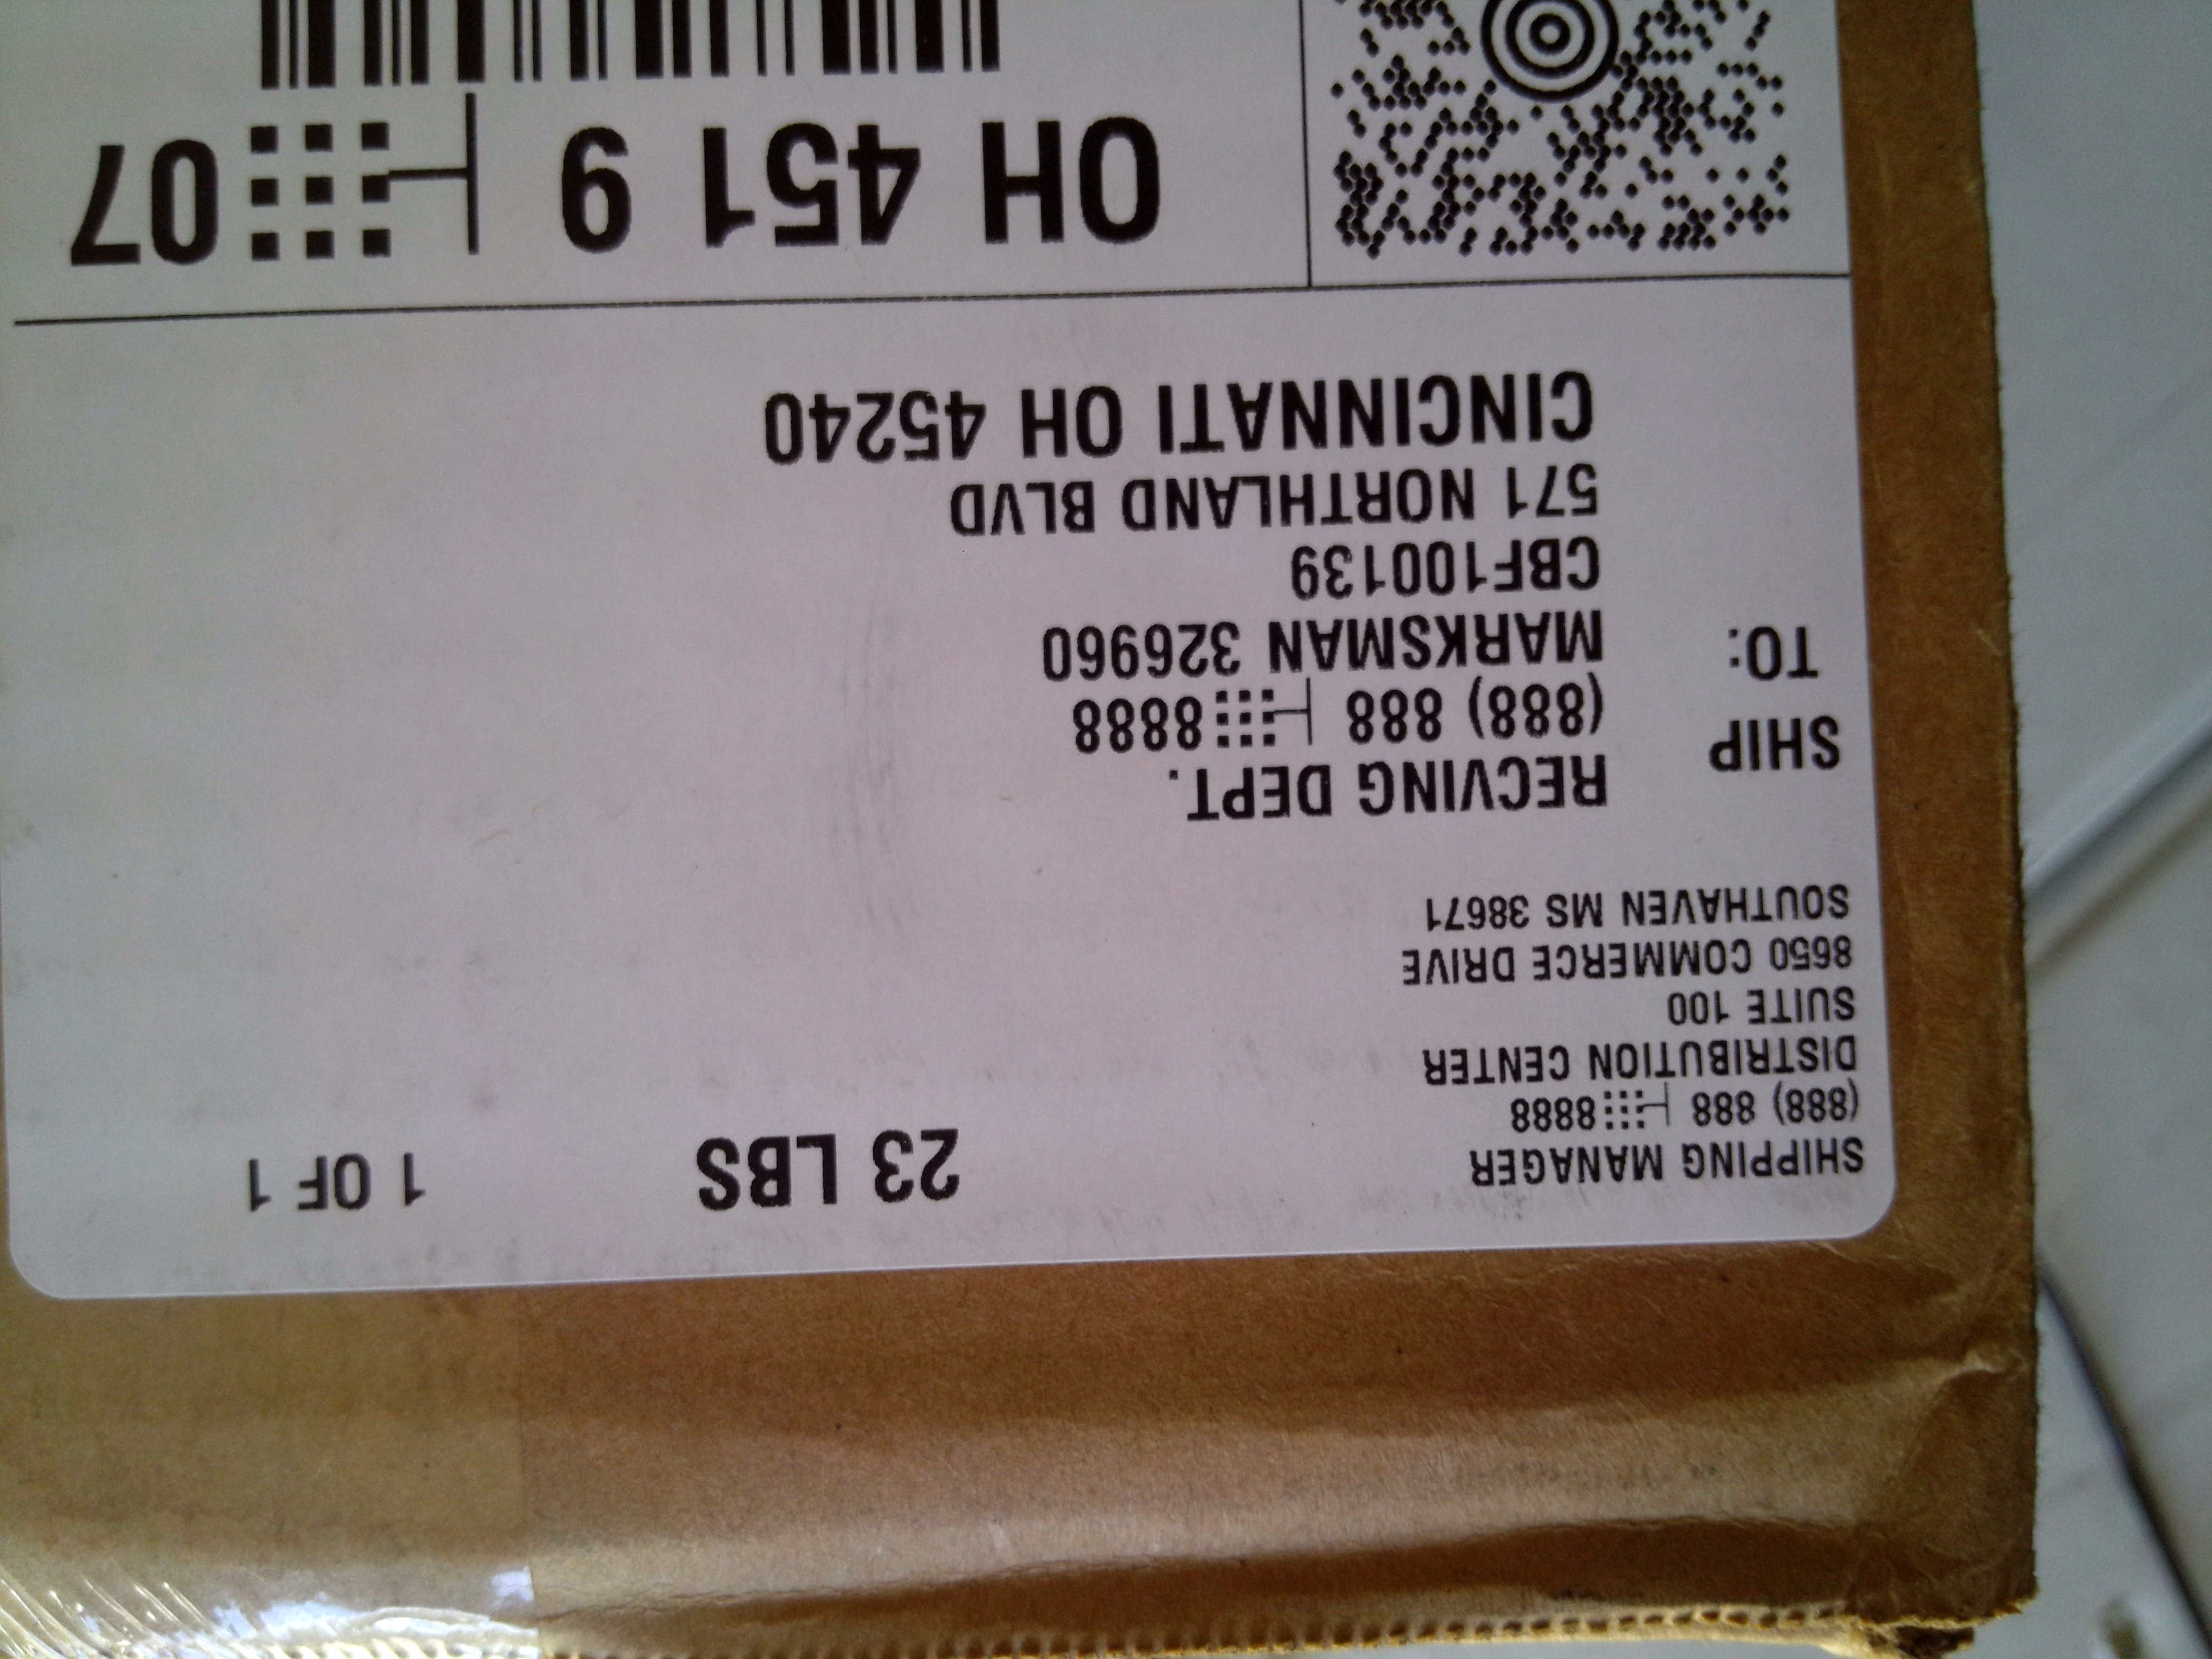 SHIPPING MANAGER
(888) 888 8888
DISTRIBUTION CENTER
SUITE 100
8650 COMMERCE DRIVE
SOUTHAVEN MS 38671
23 LBS
1 OF 1
SHIP
TO:
RECVING DEPT.
(888) 888 8888
MARKSMAN 326960
CBF100139
571 NORTHLAND BLVD
CINCINNATI OH 45240
OH 451 9 07